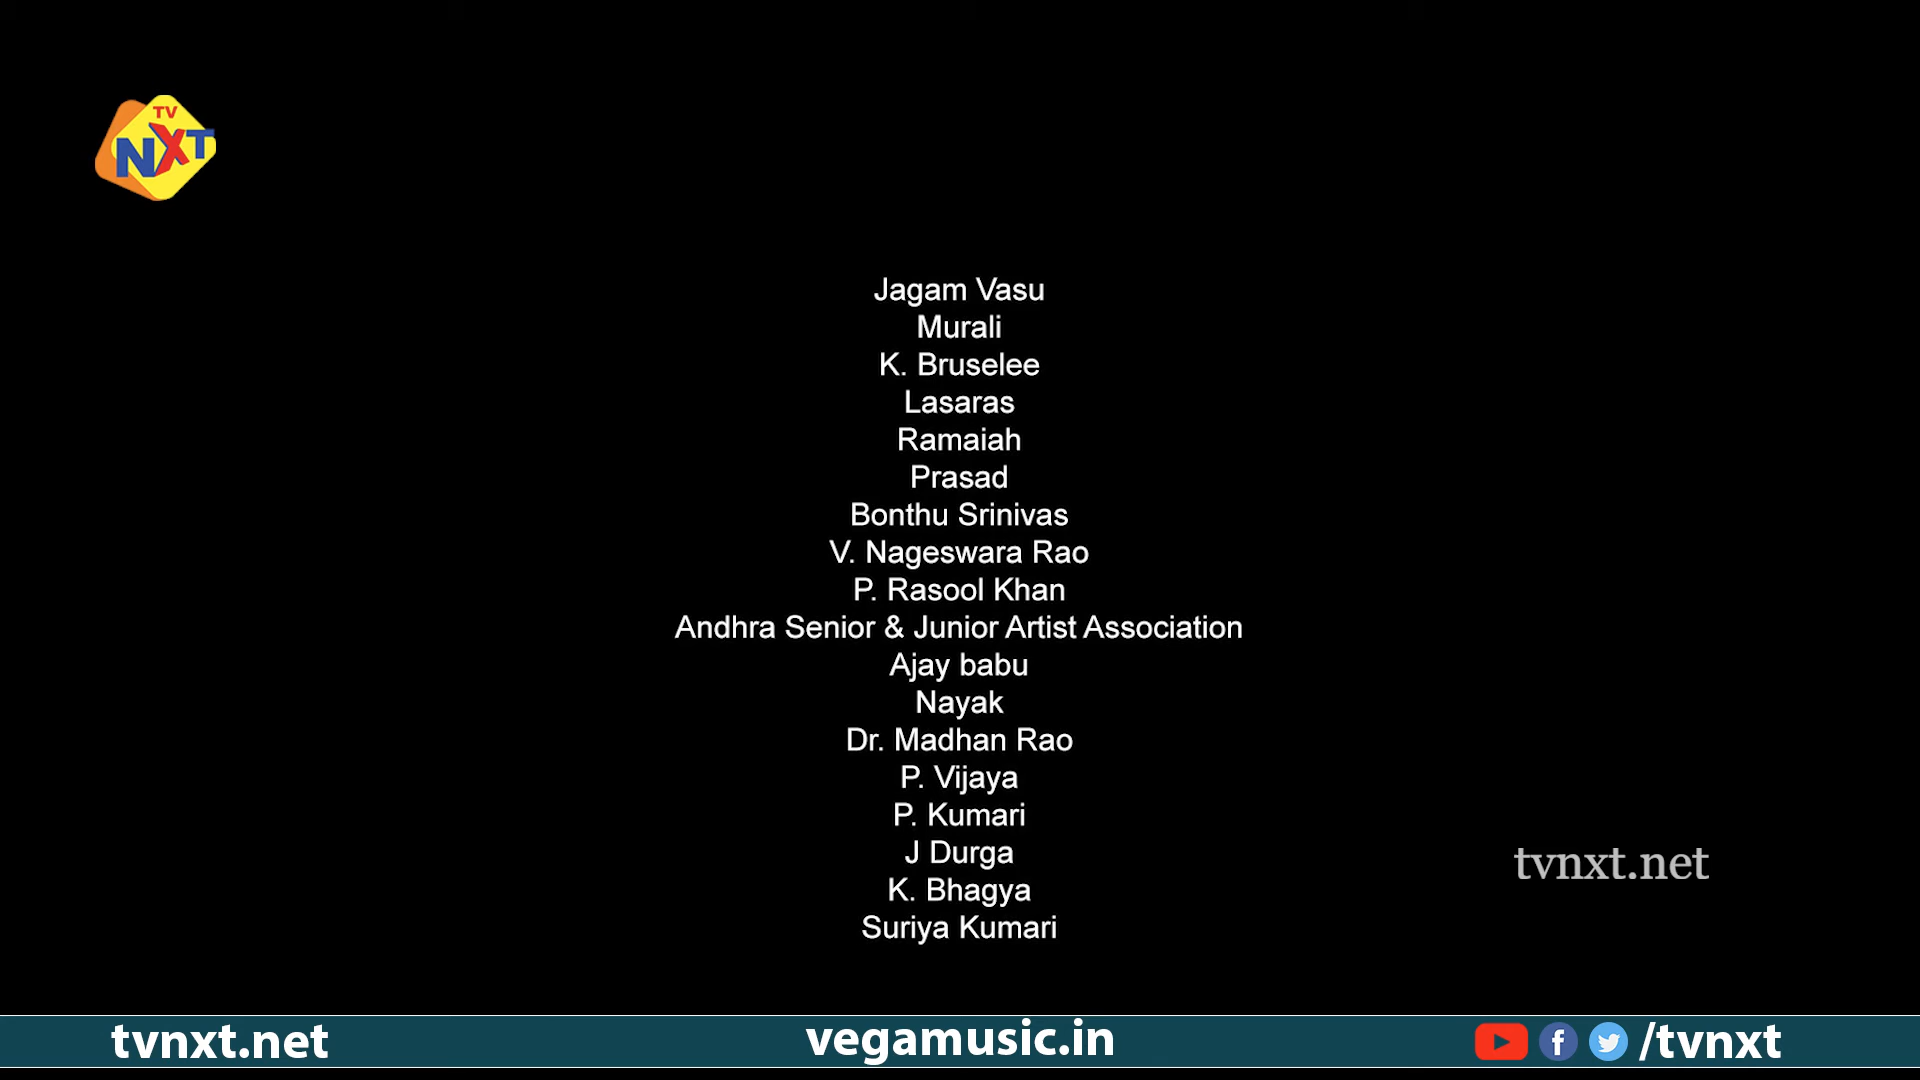 TV
NXT
Jagam Vasu
Murali
K. Bruselee
Lasaras
Ramaiah
Prasad
Bonthu Srinivas
V. Nageswara Rao
P. Rasool Khan
Andhra Senior & Junior Artist Association
Ajay babu
Nayak
Dr. Madhan Rao
P. Vijaya
P. Kumari
J Durga
K. Bhagya
Suriya Kumari
tvnxt.net
tvnxt.net
vegamusic.in
f
/tvnxt